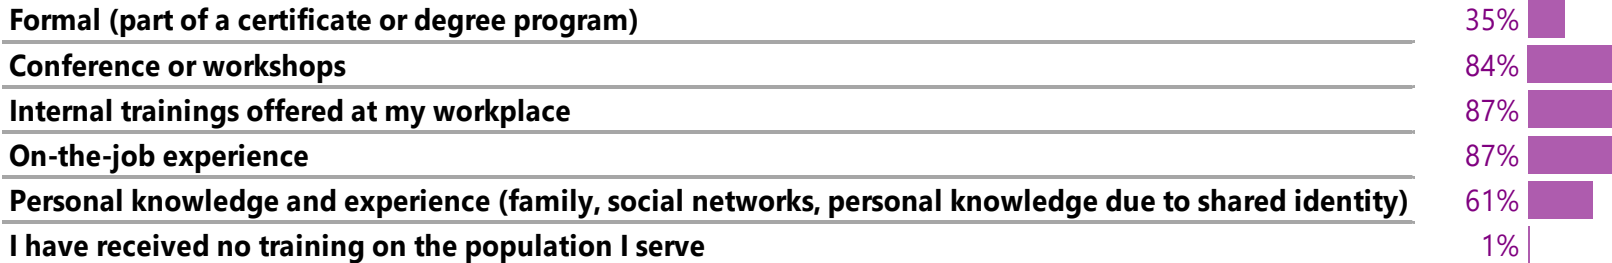 Formal (part of a certificate or degree program) 35%
Conference or workshops 84%
Internal trainings offered at my workplace 87%
On-the-job experience 87%
Personal knowledge and experience (family, social networks, personal knowledge due to shared identity) 61%
I have received no training on the population I serve 1%